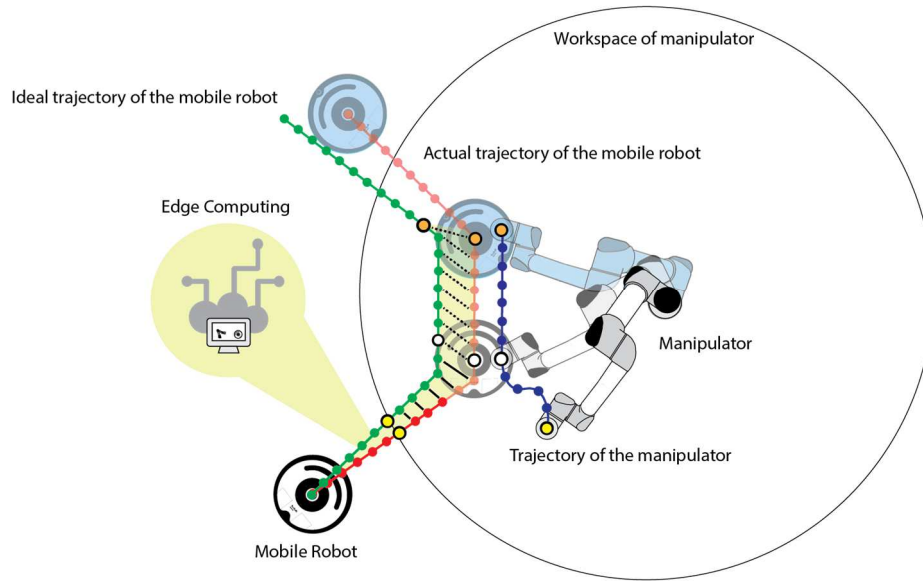 Workspace of manipulator
Ideal trajectory of the mobile robot
Actual trajectory of the mobile robot
Edge Computing
Manipulator
Trajectory of the manipulator
Mobile Robot